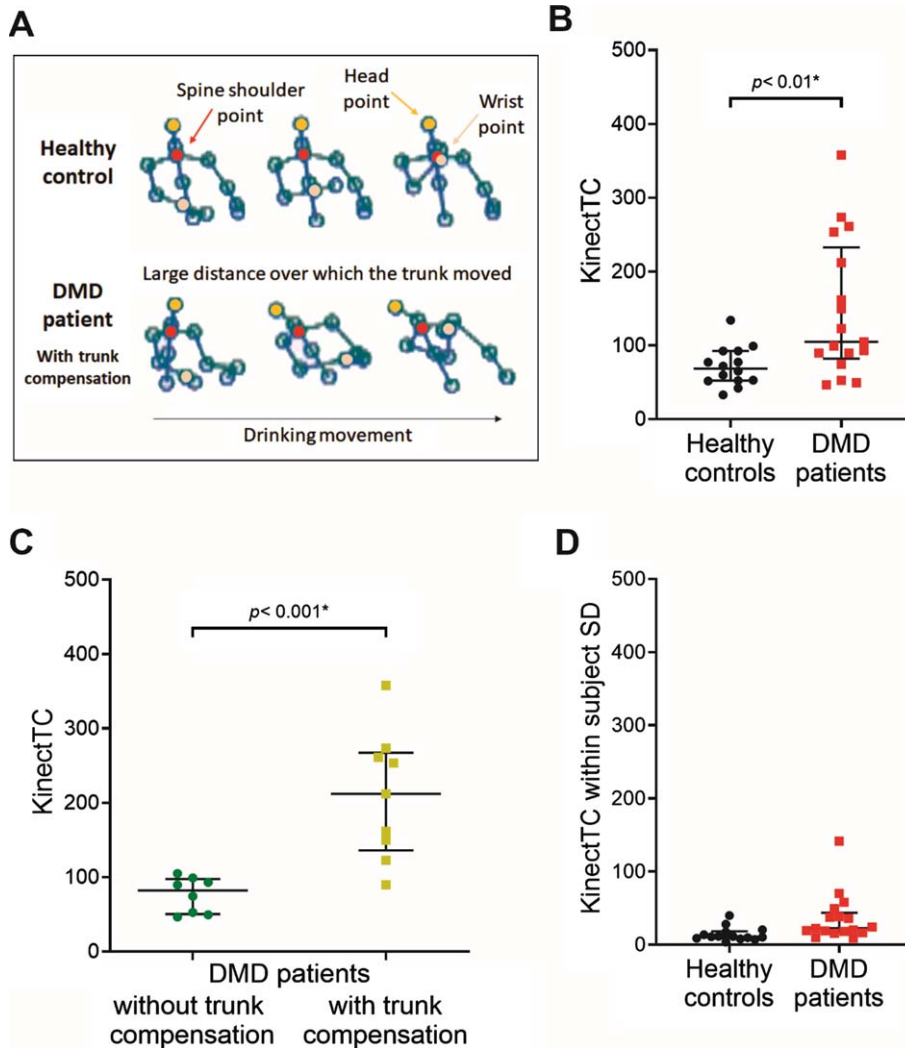 A
Spine shoulder
point
Head
point
Wrist
point
Healthy
control
Large distance over which the trunk moved
DMD
patient
With trunk
compensation
Drinking movement
B
500
400
300
200
100
0
KinectTC
p< 0.01*
Healthy
controls
DMD
patients
C
500
400
300
200
100
0
KinectTC
p< 0.001*
DMD patients
without trunk
compensation
with trunk
compensation
D
500
400
300
200
100
0
KinectTC within subject SD
Healthy
controls
DMD
patients